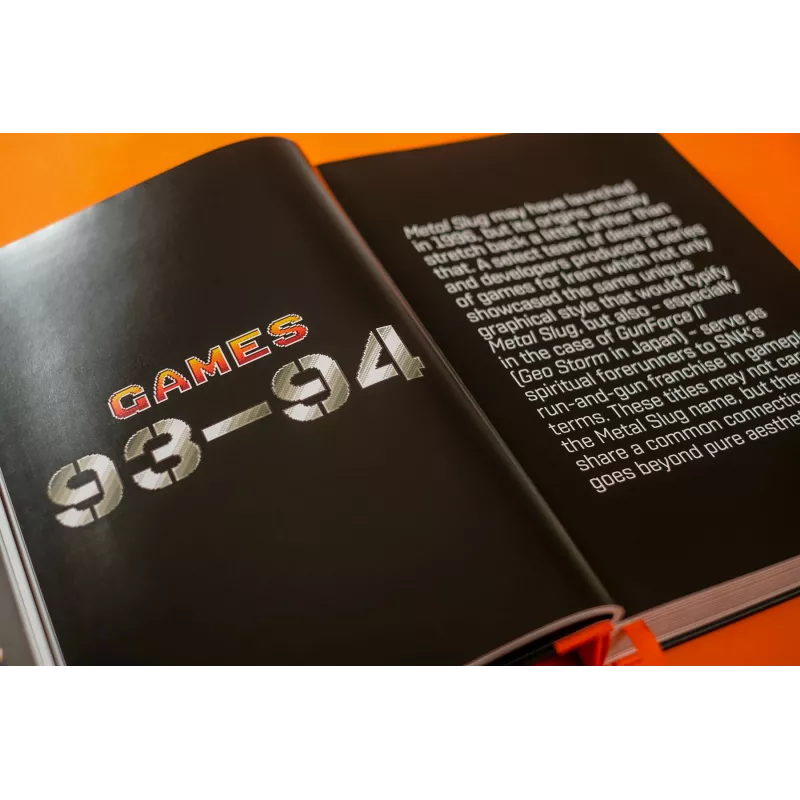 GAMES
93–94
Metal Slug may have launched
in 1996, but its origins actually
stretch back a little further than
that. A select team of designers
and developers produced a series
of games for Irem which not only
showcased the same unique
graphical style that would typify
Metal Slug, but also – especially
in the case of GunForce II
(Geo Storm in Japan) – serve as
spiritual forerunners to SNK's
run-and-gun franchise in gamepl
terms. These titles may not car
the Metal Slug name, but the
share a common connectio
goes beyond pure aesthe